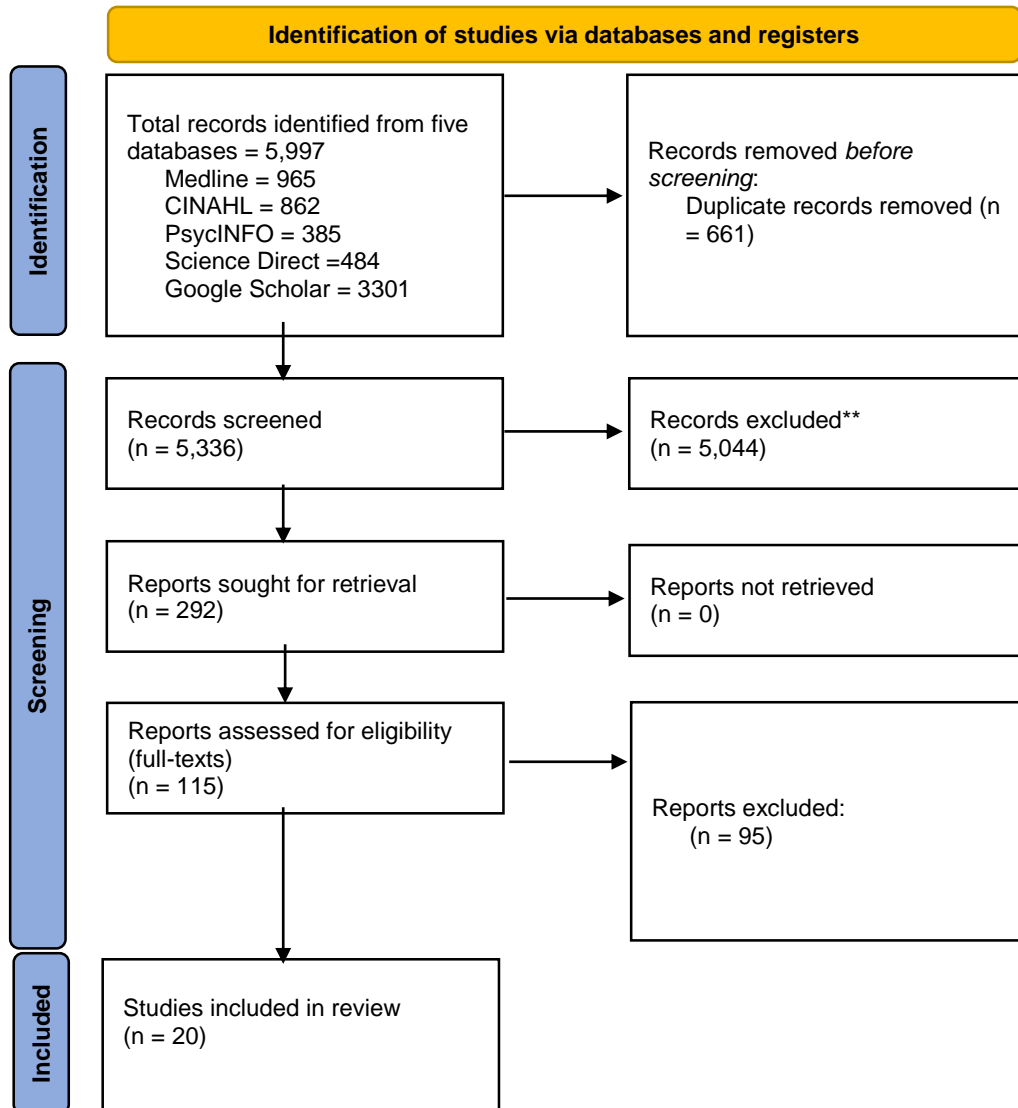 Identification of studies via databases and registers
Identification
Total records identified from five
databases = 5,997
Medline = 965
CINAHL = 862
PsycINFO = 385
Science Direct =484
Google Scholar = 3301
Records removed before
screening:
Duplicate records removed (n
= 661)
Screening
Records screened
(n = 5,336)
Records excluded**
(n = 5,044)
Reports sought for retrieval
(n = 292)
Reports not retrieved
(n = 0)
Reports assessed for eligibility
(full-texts)
(n = 115)
Reports excluded:
(n = 95)
Included
Studies included in review
(n = 20)